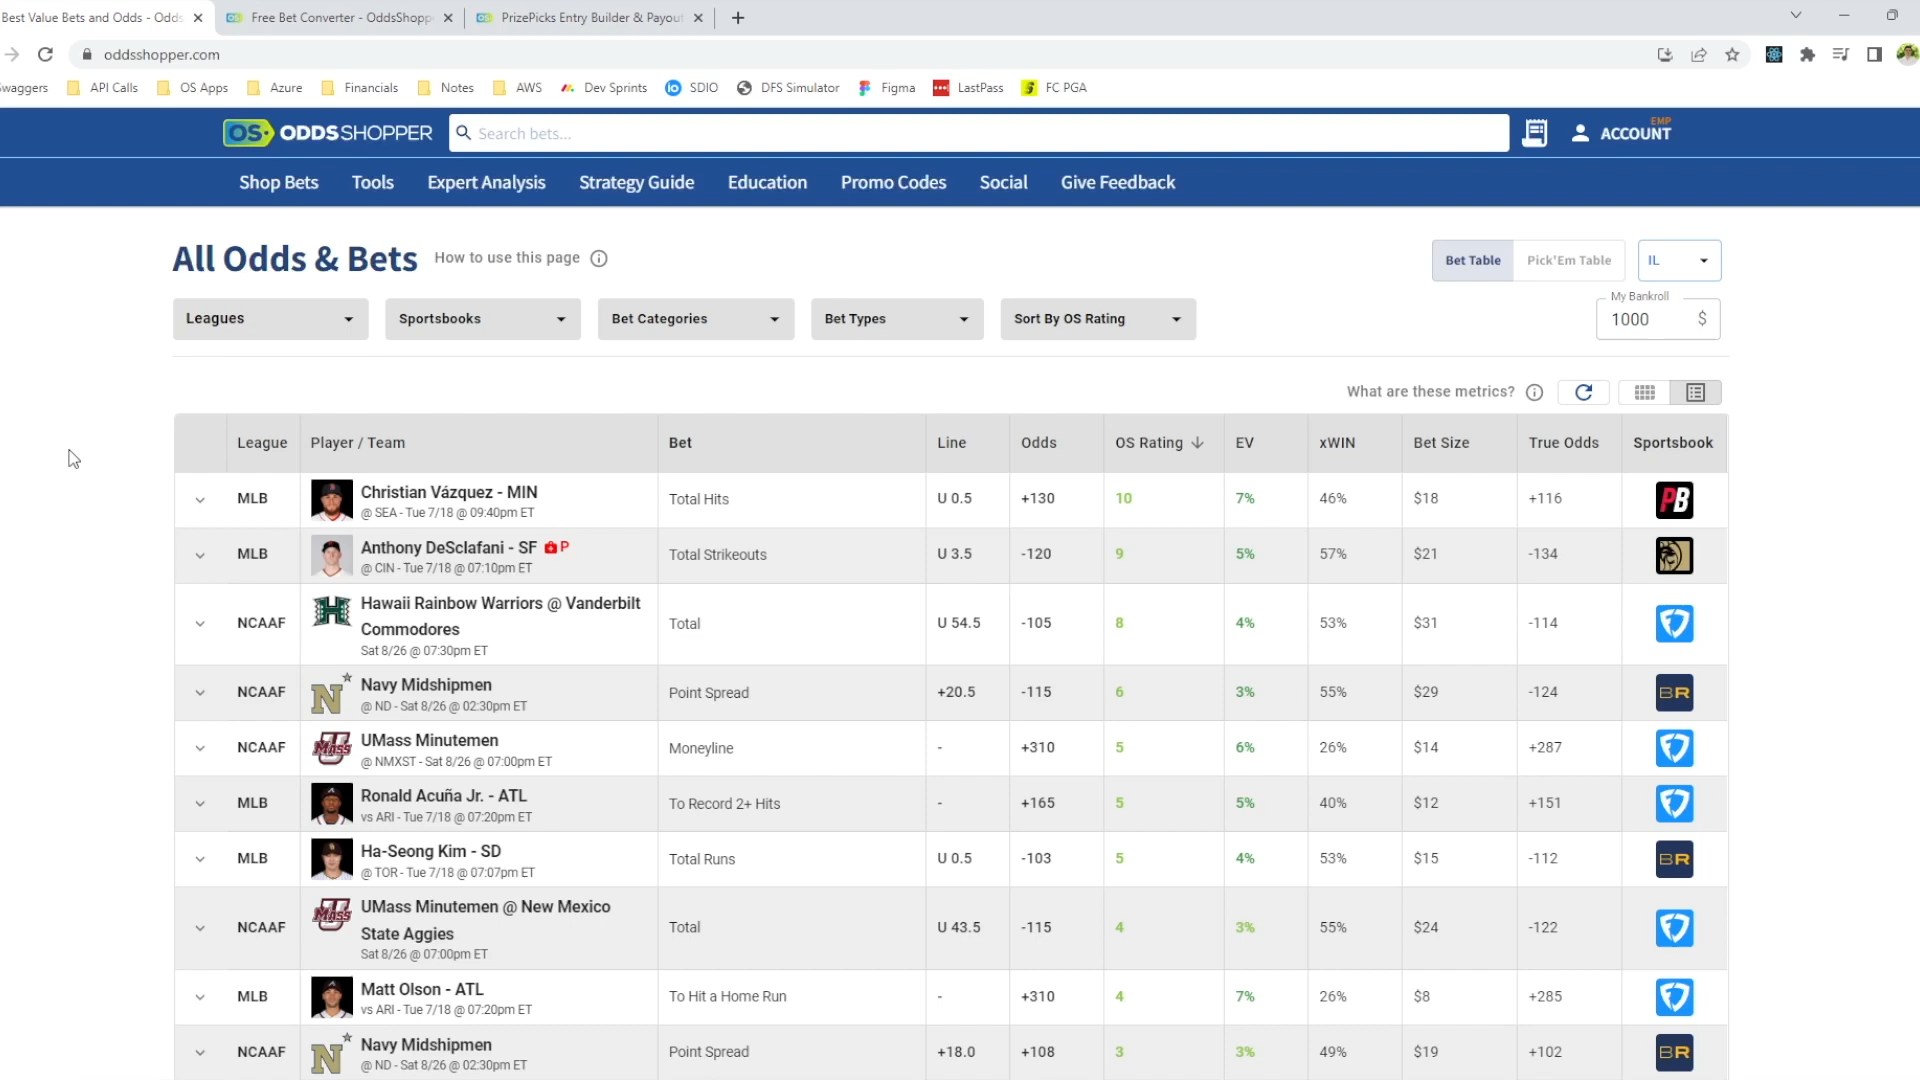 Best Value Bets and Odds - Odds
Free Bet Converter - OddsShopp
PrizePicks Entry Builder & Payou
oddsshopper.com
waggers
API Calls
OS Apps
Azure
Financials
Notes
AWS
Dev Sprints
SDIO
DFS Simulator
Figma
LastPass
FC PGA
OS ODDSSHOPPER
Search bets...
EMP
ACCOUNT
Shop Bets
Tools
Expert Analysis
Strategy Guide
Education
Promo Codes
Social
Give Feedback
All Odds & Bets
How to use this page
Bet Table
Pick'Em Table
IL
Leagues
Sportsbooks
Bet Categories
Bet Types
Sort By OS Rating
My Bankroll
1000 $
What are these metrics?
League Player / Team Bet Line Odds OS Rating EV xWIN Bet Size True Odds Sportsbook
MLB Christian Vázquez - MIN Total Hits U 0.5 +130 10 7% 46% $18 +116 PB
@ SEA - Tue 7/18 @ 09:40pm ET
MLB Anthony DeSclafani - SF P Total Strikeouts U 3.5 -120 9 5% 57% $21 -134
@ CIN - Tue 7/18 @ 07:10pm ET
NCAAF Hawaii Rainbow Warriors @ Vanderbilt
Commodores Total U 54.5 -105 8 4% 53% $31 -114
Sat 8/26 @ 07:30pm ET
NCAAF Navy Midshipmen Point Spread +20.5 -115 6 3% 55% $29 -124 BR
@ ND - Sat 8/26 @ 02:30pm ET
NCAAF UMass Minutemen Moneyline - +310 5 6% 26% $14 +287
@ NMXST - Sat 8/26 @ 07:00pm ET
MLB Ronald Acuña Jr. - ATL To Record 2+ Hits - +165 5 5% 40% $12 +151
vs ARI - Tue 7/18 @ 07:20pm ET
MLB Ha-Seong Kim - SD Total Runs U 0.5 -103 5 4% 53% $15 -112 BR
@ TOR - Tue 7/18 @ 07:07pm ET
NCAAF UMass Minutemen @ New Mexico
State Aggies Total U 43.5 -115 4 3% 55% $24 -122
Sat 8/26 @ 07:00pm ET
MLB Matt Olson - ATL To Hit a Home Run - +310 4 7% 26% $8 +285
vs ARI - Tue 7/18 @ 07:20pm ET
NCAAF Navy Midshipmen Point Spread +18.0 +108 3 3% 49% $19 +102 BR
@ ND - Sat 8/26 @ 02:30pm ET